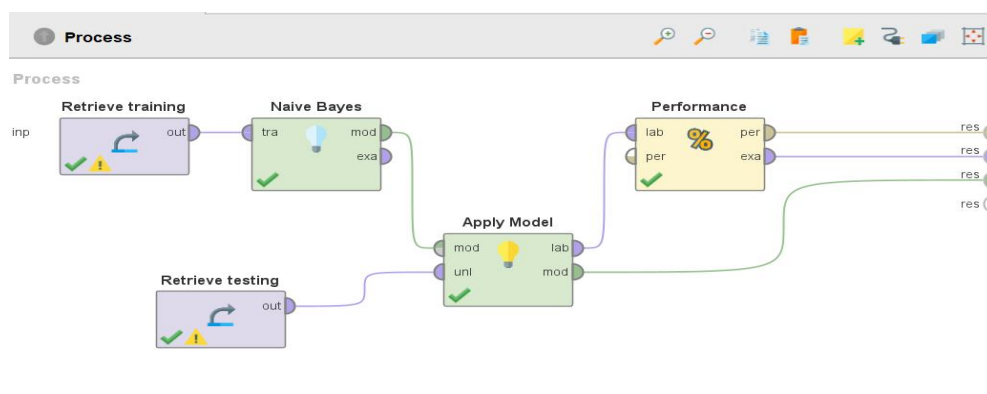 Process
Process
Retrieve training
Naive Bayes
Performance
inp
out
tra
mod
exa
lab
%
per
per
exa
res
res
res
res
Apply Model
mod
lab
unl
mod
Retrieve testing
out